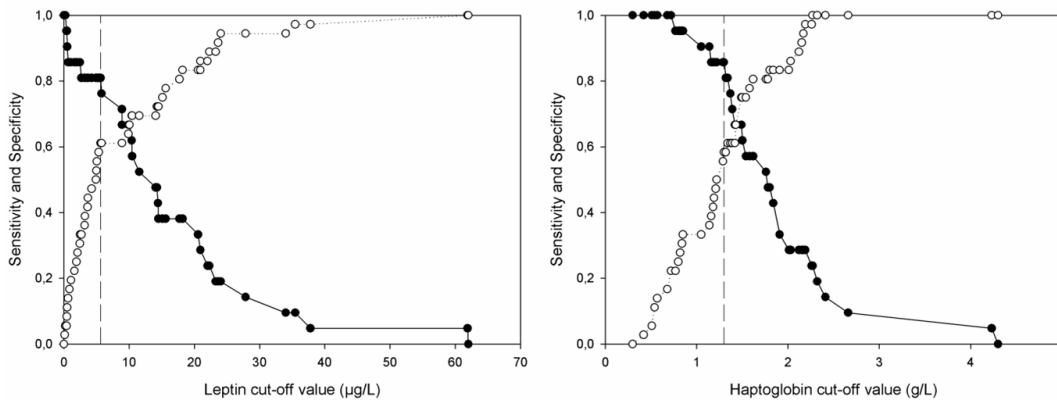 Sensitivity and Specificity
1,0
0,8
0,6
0,4
0,2
0,0
0 10 20 30 40 50 60 70
Leptin cut-off value (µg/L)
Sensitivity and Specificity
1,0
0,8
0,6
0,4
0,2
0,0
0 1 2 3 4
Haptoglobin cut-off value (g/L)